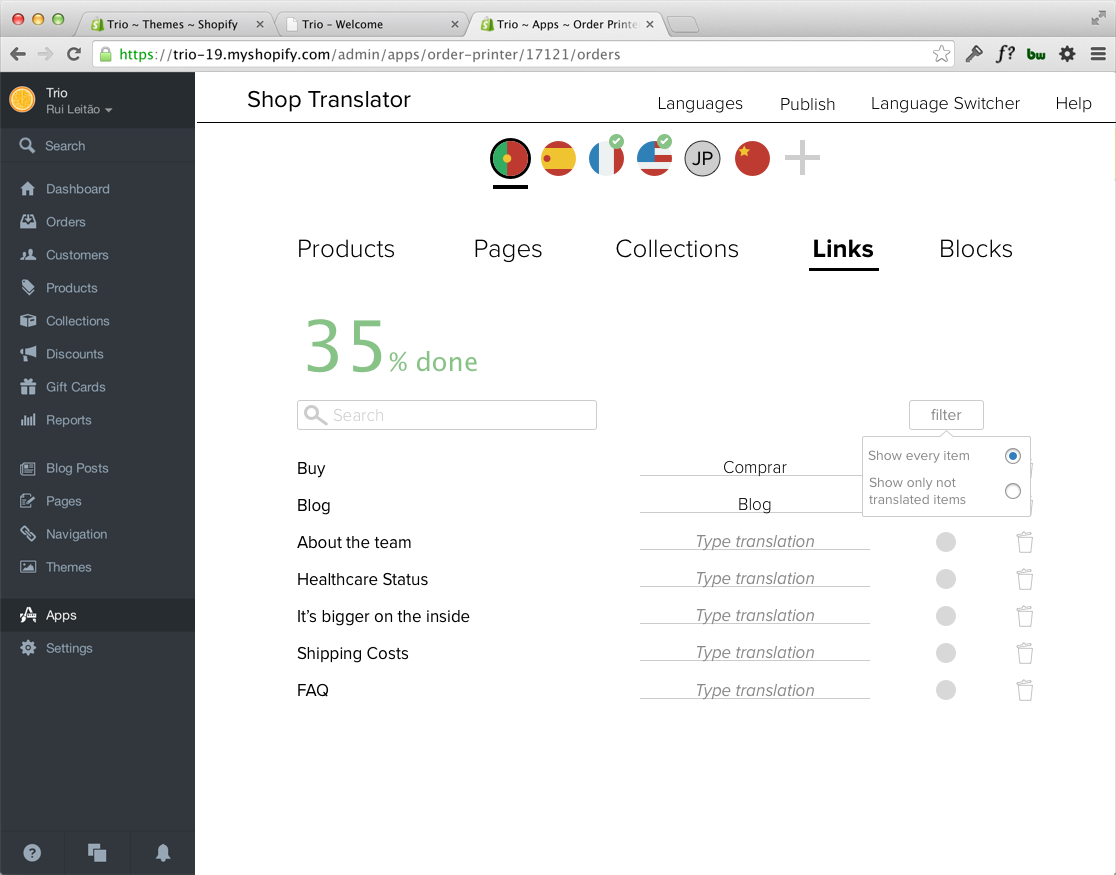 Trio ~ Themes ~ Shopify
Trio - Welcome
Trio ~ Apps ~ Order Printe
https://trio-19.myshopify.com/admin/apps/order-printer/17121/orders
f?
bw
Trio
Rui Leitão
Search
Dashboard
Orders
Customers
Products
Collections
Discounts
Gift Cards
Reports
Blog Posts
Pages
Navigation
Themes
Apps
Settings
?
Shop Translator
Languages
Publish
Language Switcher
Help
JP
Products
Pages
Collections
Links
Blocks
35% done
Search
filter
Show every item
Show only not
translated items
Buy
Comprar
Blog
Blog
About the team
Type translation
Healthcare Status
Type translation
It's bigger on the inside
Type translation
Shipping Costs
Type translation
FAQ
Type translation